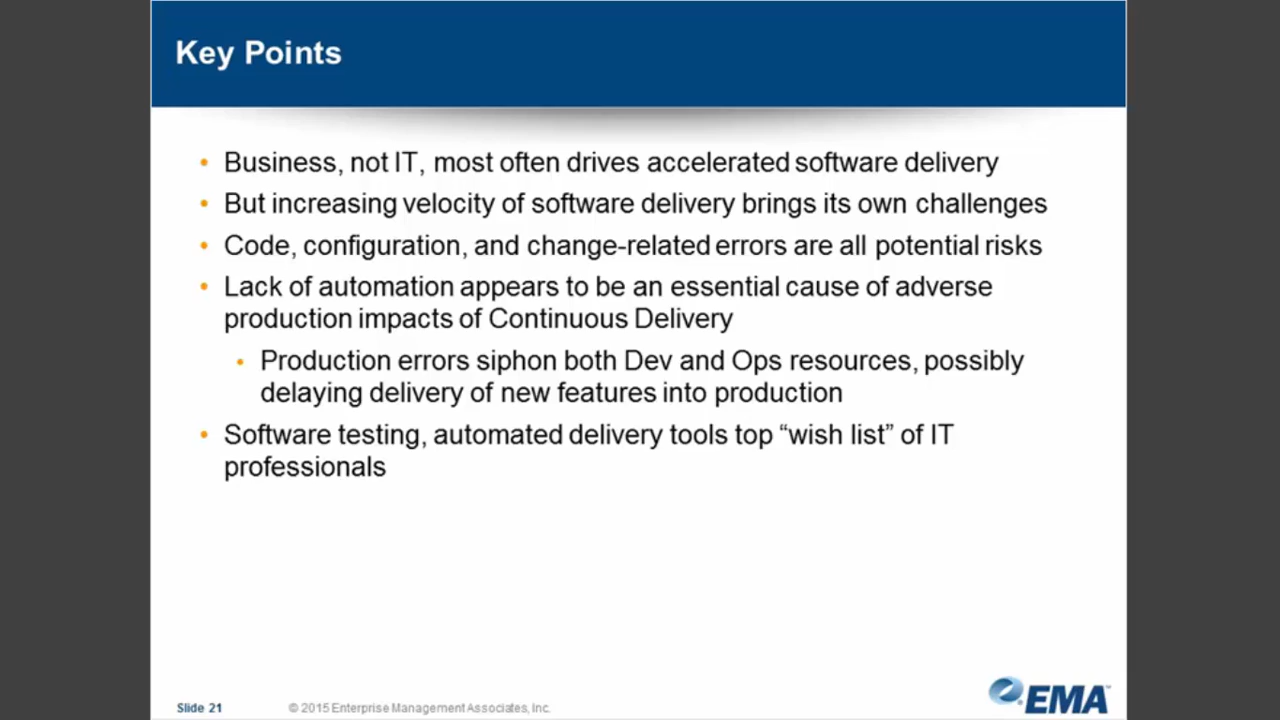 Key Points
• Business, not IT, most often drives accelerated software delivery
• But increasing velocity of software delivery brings its own challenges
• Code, configuration, and change-related errors are all potential risks
• Lack of automation appears to be an essential cause of adverse
production impacts of Continuous Delivery
• Production errors siphon both Dev and Ops resources, possibly
delaying delivery of new features into production
• Software testing, automated delivery tools top “wish list” of IT
professionals
Slide 21 © 2015 Enterprise Management Associates, Inc.
EMA™